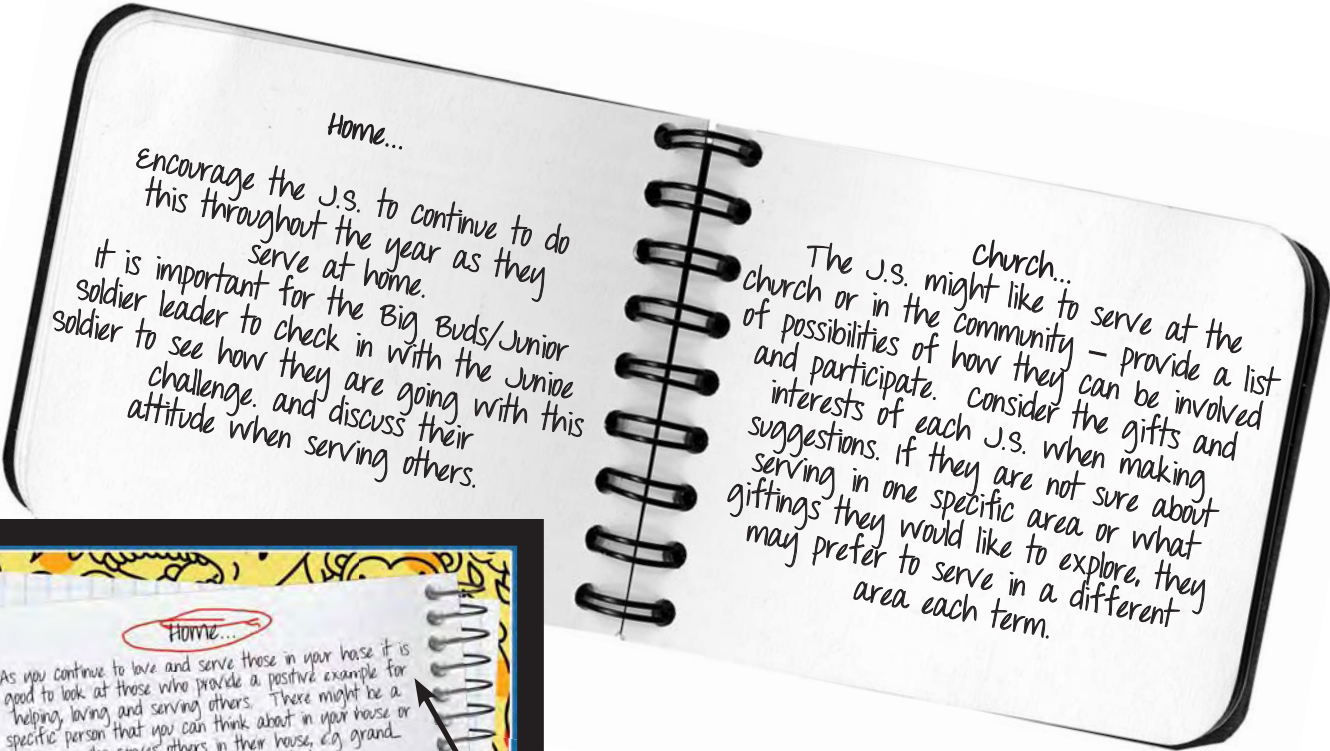 Home...
Encourage the J.S. to continue to do
this throughout the year as they
serve at home.
It is important for the Big Buds/Junior
Soldier leader to check in with the Junioe
Soldier to see how they are going with this
challenge. and discuss their
attitude when serving others.
Church...
The J.S. might like to serve at the
church or in the community – provide a list
of possibilities of how they can be involved
and participate. Consider the gifts and
interests of each J.S. when making
suggestions. If they are not sure about
serving in one specific area or what
giftings they would like to explore, they
may prefer to serve in a different
area each term.
Home...
As you continue to love and serve those in your house it is
good to look at those who provide a positive example for
helping, loving and serving others. There might be a
specific person that you can think about in your house or
others in their house, e.g grand